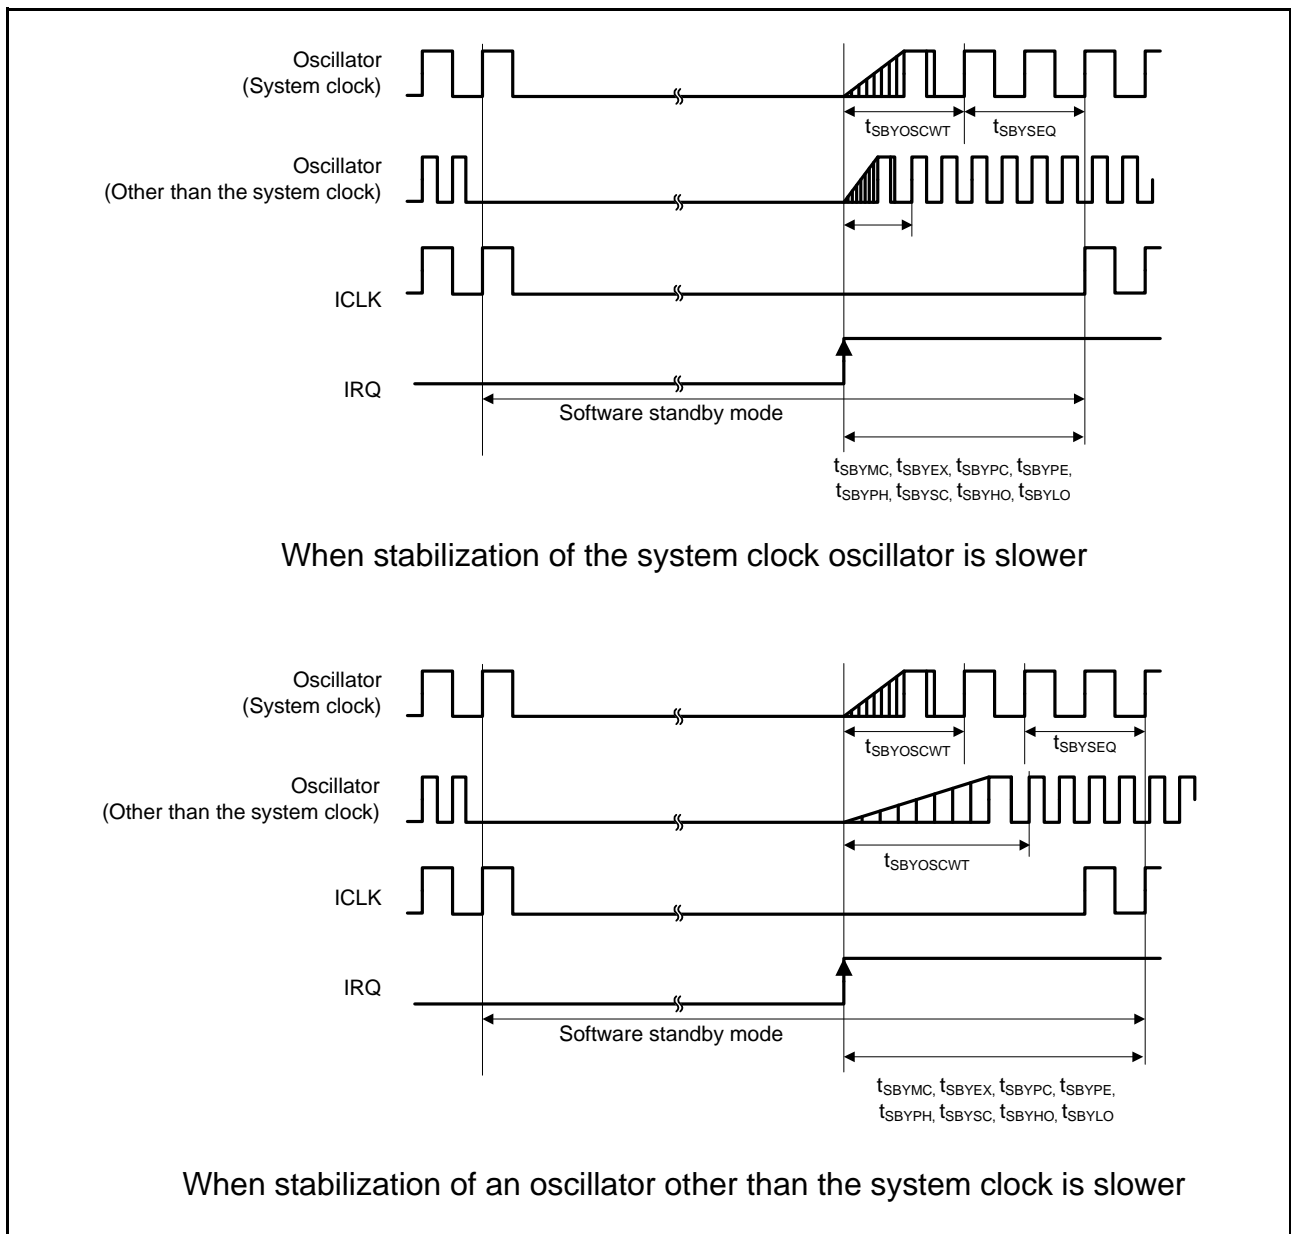 Oscillator
(System clock)
tSBYOSCWT
tSBYSEQ
Oscillator
(Other than the system clock)
ICLK
IRQ
Software standby mode
tSBYMC, tSBYEX, tSBYPC, tSBYPE,
tSBYPH, tSBYSC, tSBYHO, tSBYLO
When stabilization of the system clock oscillator is slower
Oscillator
(System clock)
tSBYOSCWT
tSBYSEQ
Oscillator
(Other than the system clock)
tSBYOSCWT
ICLK
IRQ
Software standby mode
tSBYMC, tSBYEX, tSBYPC, tSBYPE,
tSBYPH, tSBYSC, tSBYHO, tSBYLO
When stabilization of an oscillator other than the system clock is slower